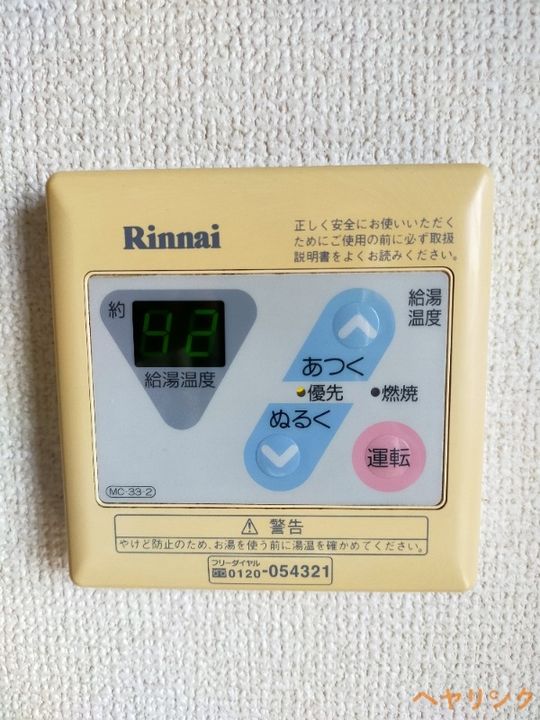 Rinnai
正しく安全にお使いいただく
ためにご使用の前に必ず取扱
説明書をよくお読みください。
約
42
給湯温度
給湯
温度
あつく
優先
燃焼
ぬるく
運転
MC-33-2
⚠ 警告
やけど防止のため、お湯を使う前に湯温を確かめてください。
フリーダイヤル
0120-054321
ヘヤリンク